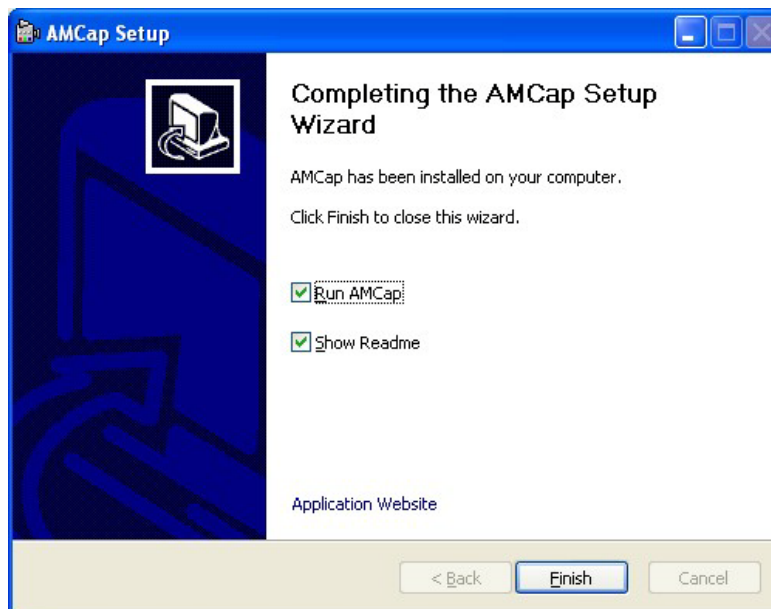 AMCap Setup
Completing the AMCap Setup
Wizard
AMCap has been installed on your computer.
Click Finish to close this wizard.
Run AMCap
Show Readme
Application Website
< Back Finish Cancel